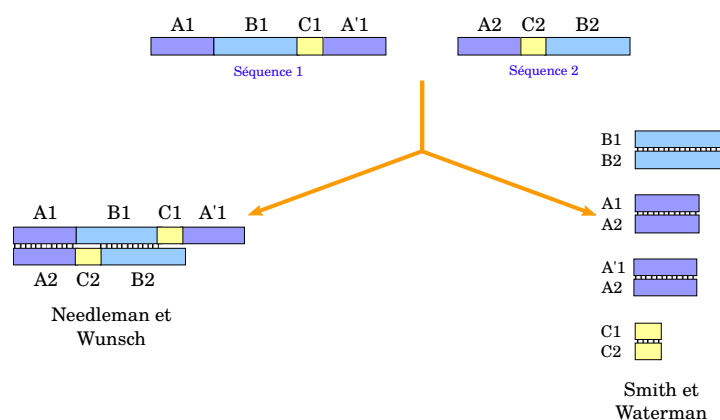 A1 B1 C1 A'1 A2 C2 B2
Séquence 1 Séquence 2
B1
B2
A1
A2
A'1
A2
C1
C2
A1 B1 C1 A'1
A2 C2 B2
Needleman et
Wunsch
Smith et
Waterman